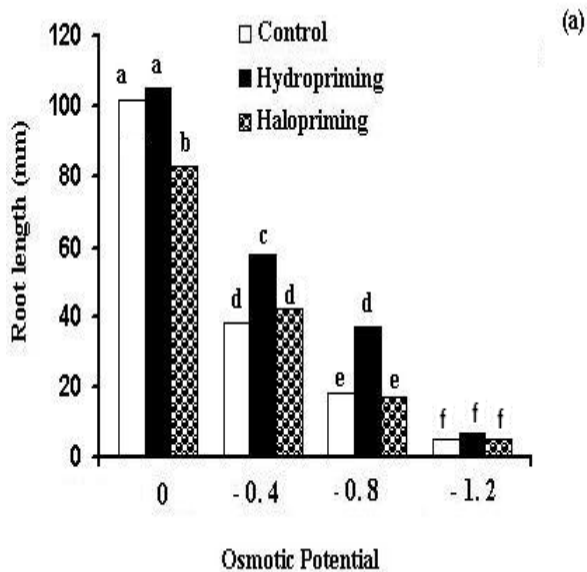 (a)
Control
Hydropriming
Halopriming
Root length (mm)
120
100
80
60
40
20
0
a a b
d c d
e d e
f f f
0 - 0.4 - 0.8 - 1.2
Osmotic Potential